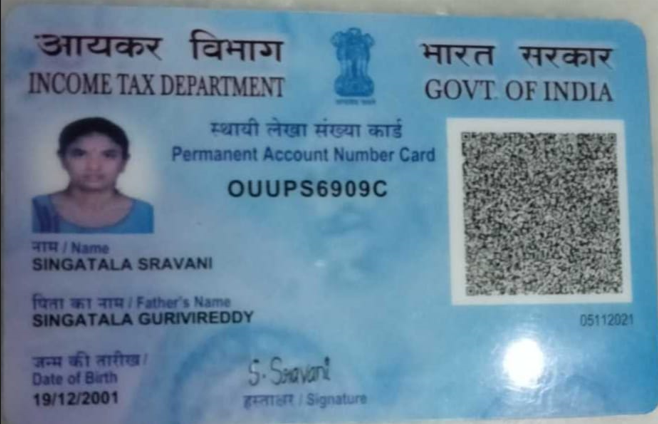 आयकर विभाग
INCOME TAX DEPARTMENT
भारत सरकार
GOVT. OF INDIA
स्थायी लेखा संख्या कार्ड
Permanent Account Number Card
OUUPS6909C
नाम / Name
SINGATALA SRAVANI
पिता का नाम / Father's Name
SINGATALA GURIVIREDDY
05112021
जन्म की तारीख /
Date of Birth
19/12/2001
S. Sravani
हस्ताक्षर / Signature